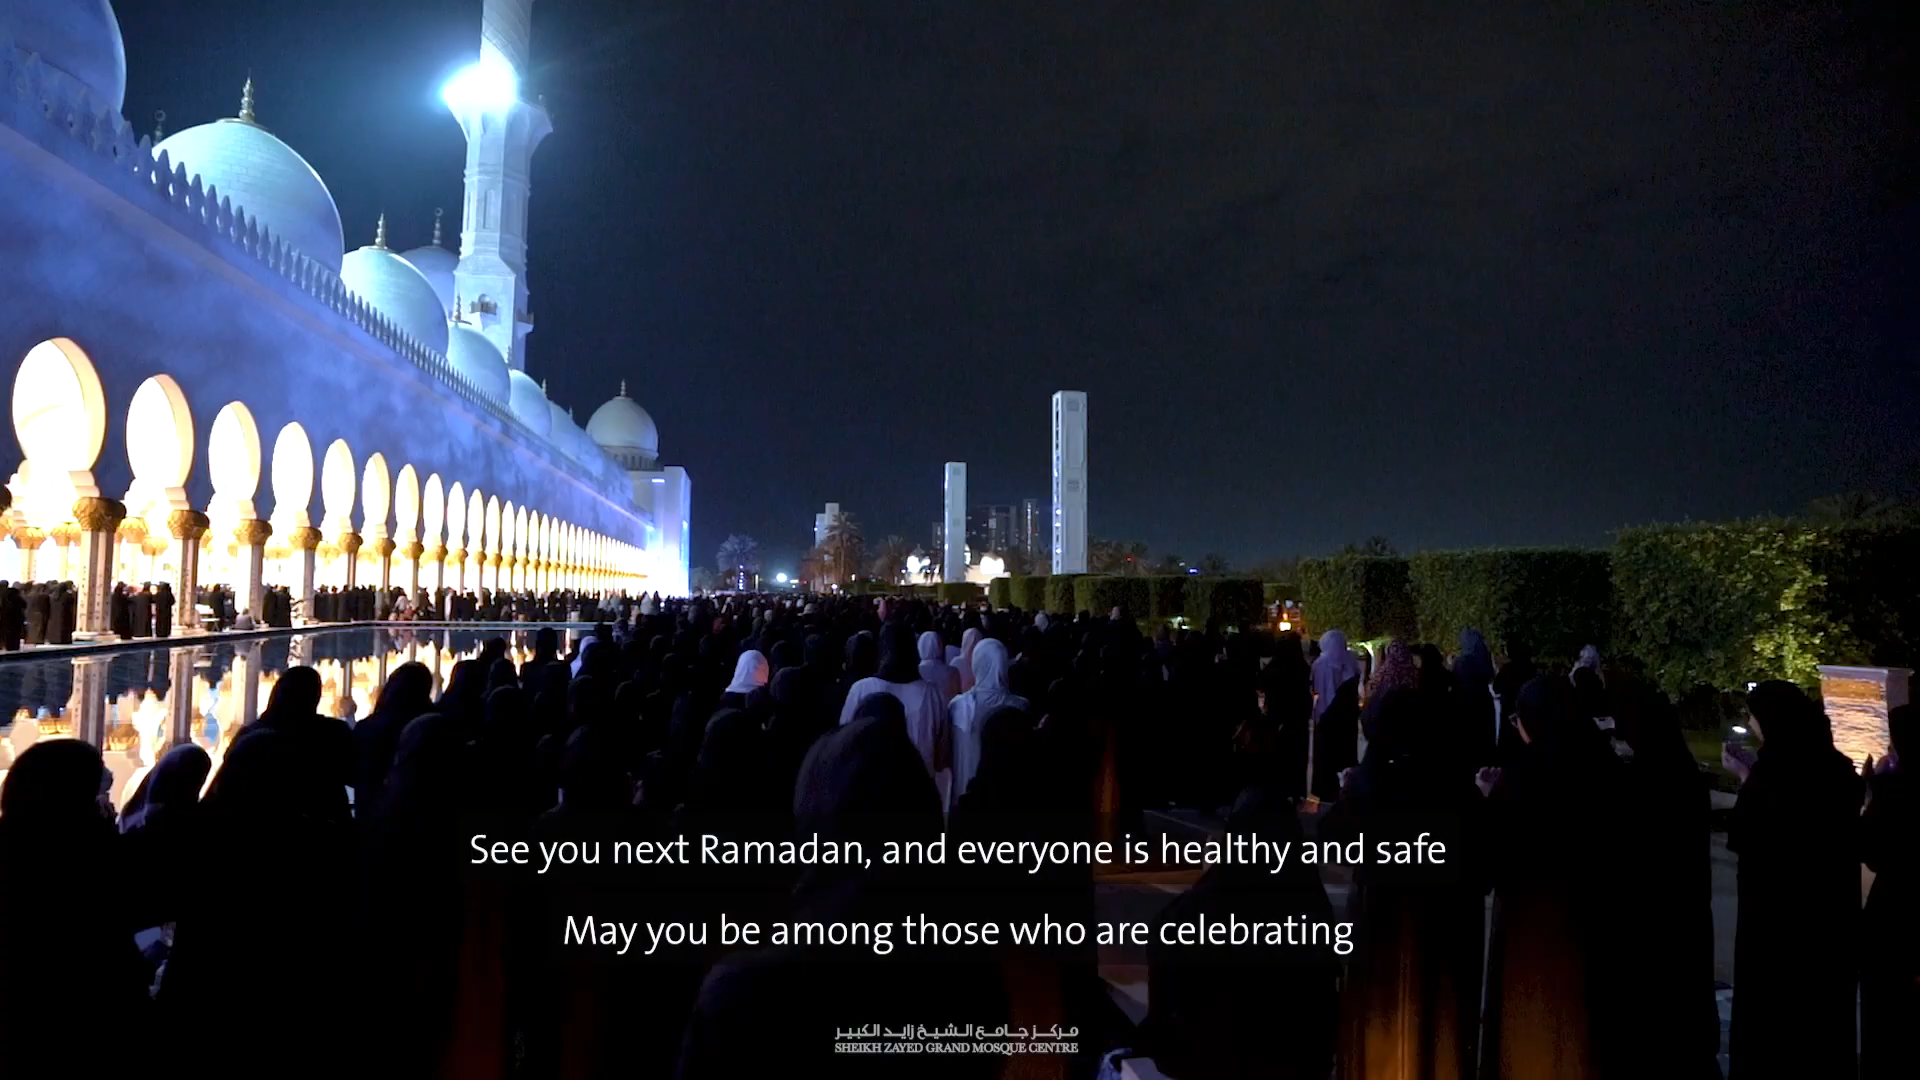 See you next Ramadan, and everyone is healthy and safe
May you be among those who are celebrating
مركز جامع الشيخ زايد الكبير
SHEIKH ZAYED GRAND MOSQUE CENTRE